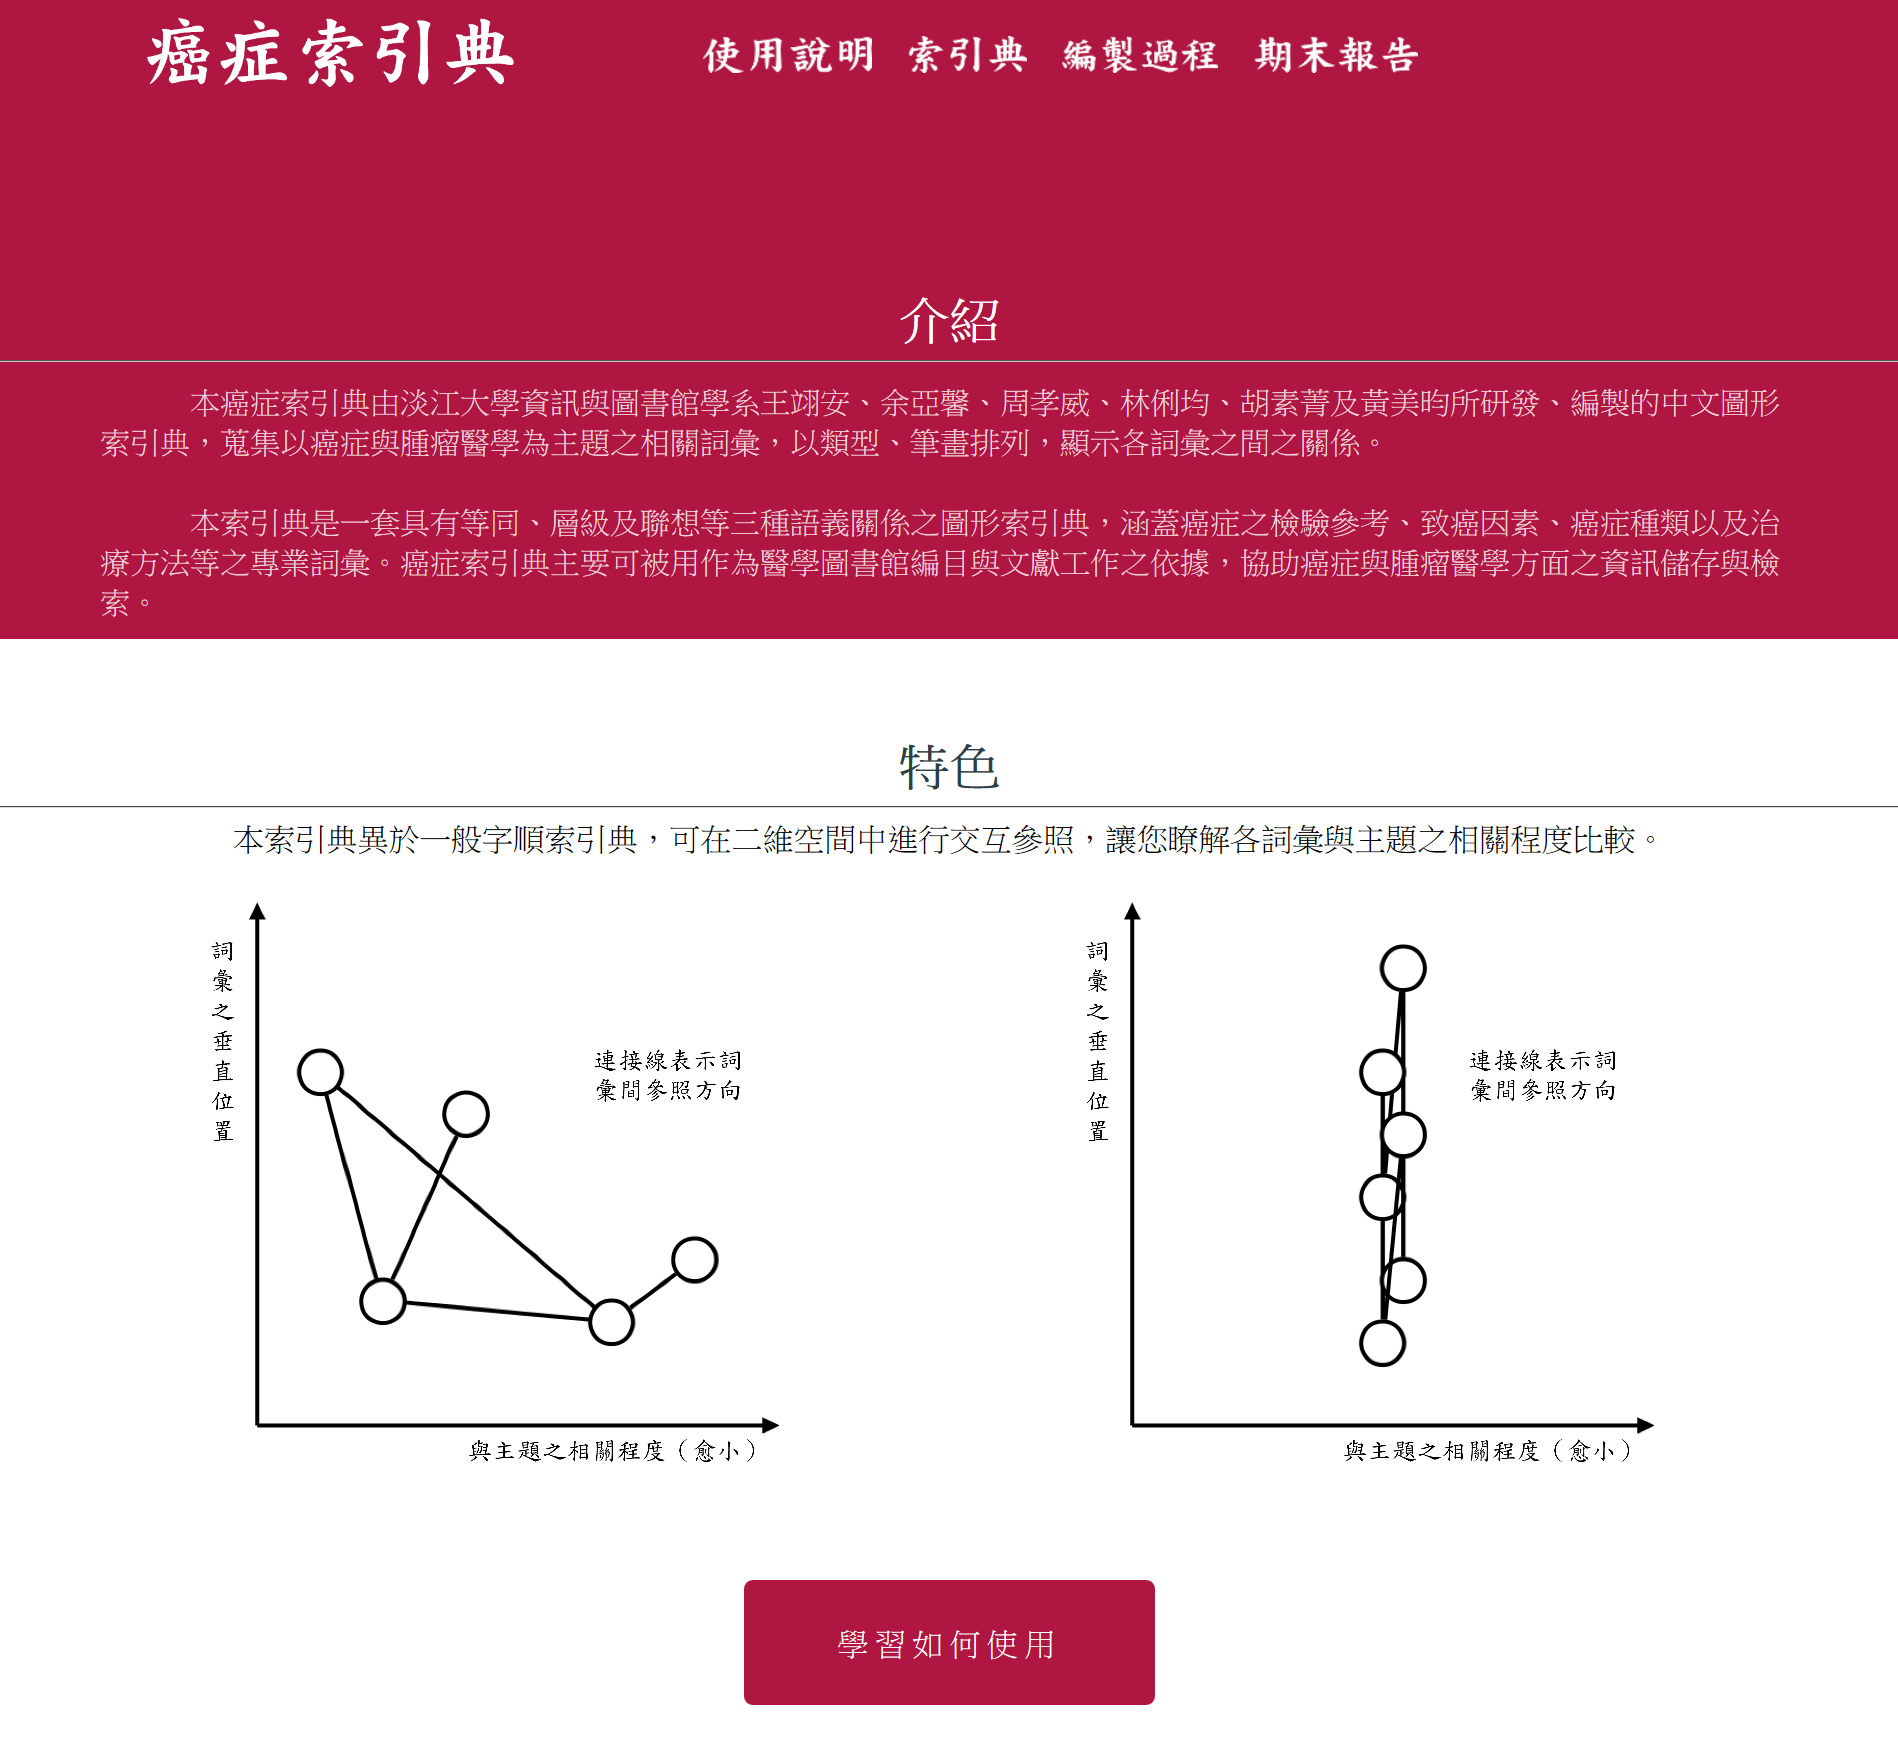 癌症索引典
使用說明 索引典 編製過程 期末報告
介紹
本癌症索引典由淡江大學資訊與圖書館學系王翊安、余亞馨、周孝威、林俐均、胡素菁及黃美昀所研發、編製的中文圖形
索引典，蒐集以癌症與腫瘤醫學為主題之相關詞彙，以類型、筆畫排列，顯示各詞彙之間之關係。
本索引典是一套具有等同、層級及聯想等三種語義關係之圖形索引典，涵蓋癌症之檢驗參考、致癌因素、癌症種類以及治
療方法等之專業詞彙。癌症索引典主要可被用作為醫學圖書館編目與文獻工作之依據，協助癌症與腫瘤醫學方面之資訊儲存與檢
索。
特色
本索引典異於一般字順索引典，可在二維空間中進行交互參照，讓您瞭解各詞彙與主題之相關程度比較。
詞彙之垂直位置
連接線表示詞
彙間參照方向
與主題之相關程度（愈小）
詞彙之垂直位置
連接線表示詞
彙間參照方向
與主題之相關程度（愈小）
學習如何使用